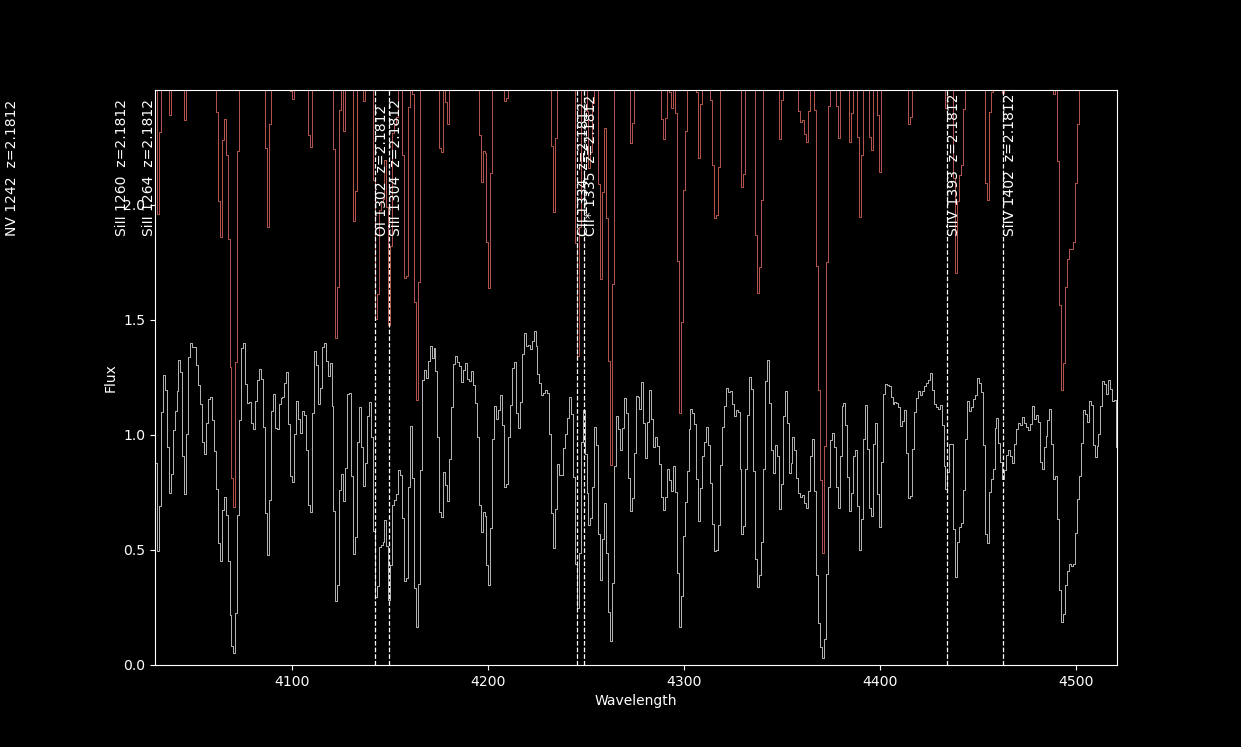 NV 1242 z=2.1812
SiII 1260 z=2.1812
SiII 1264 z=2.1812
OI 1302 z=2.1812
SiII 1304 z=2.1812
CII 1334 z=2.1812
CII* 1335 z=2.1812
SiIV 1393 z=2.1812
SiIV 1402 z=2.1812
2.0
1.5
1.0
0.5
0.0
Flux
4100 4200 4300 4400 4500
Wavelength